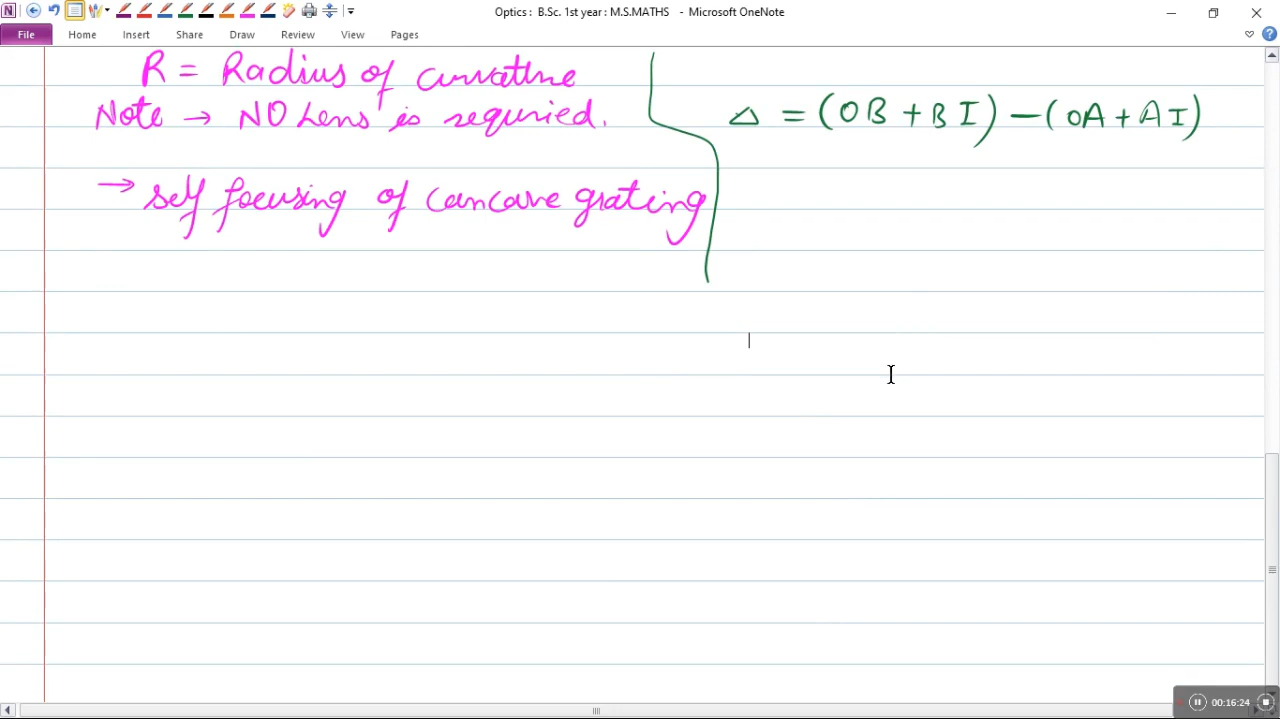 Optics : B.Sc. 1st year : M.S.MATHS - Microsoft OneNote
File Home Insert Share Draw Review View Pages
R = Radius of curvature
Note → NO Lens is requried.
→ self focusing of concave grating
Δ = (OB + BI) - (OA + AI)
00:16:24